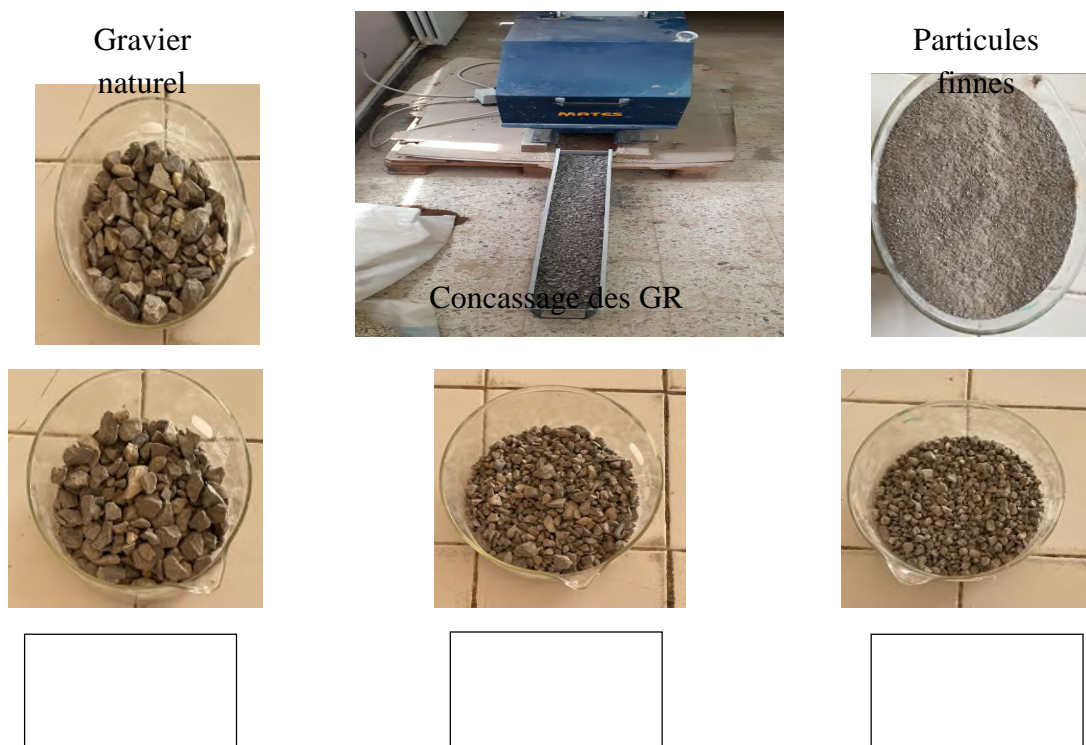 Gravier
naturel
MATES
Concassage des GR
Particules
finnes